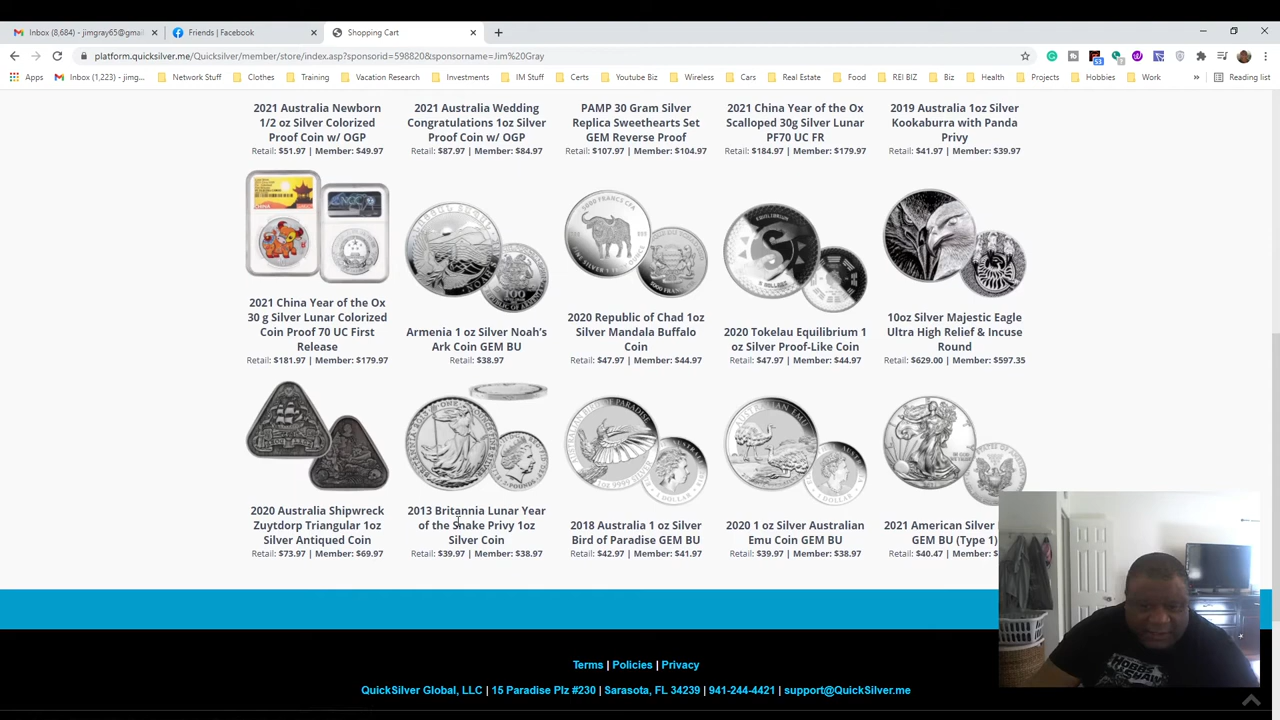 Inbox (8,684) - jimgray65@gmai
Friends | Facebook
Shopping Cart
platform.quicksilver.me/Quicksilver/member/store/index.asp?sponsorid=598820&sponsorname=Jim%20Gray
53
Apps
Inbox (1,223) - jimg...
Network Stuff
Clothes
Training
Vacation Research
Investments
IM Stuff
Certs
Youtube Biz
Wireless
Cars
Real Estate
Food
REI BIZ
Biz
Health
Projects
Hobbies
Work
Reading list
2021 Australia Newborn
1/2 oz Silver Colorized
Proof Coin w/ OGP
Retail: $51.97 | Member: $49.97
2021 Australia Wedding
Congratulations 1oz Silver
Proof Coin w/ OGP
Retail: $87.97 | Member: $84.97
PAMP 30 Gram Silver
Replica Sweethearts Set
GEM Reverse Proof
Retail: $107.97 | Member: $104.97
2021 China Year of the Ox
Scalloped 30g Silver Lunar
PF70 UC FR
Retail: $184.97 | Member: $179.97
2019 Australia 1oz Silver
Kookaburra with Panda
Privy
Retail: $41.97 | Member: $39.97
2021 China Year of the Ox
30 g Silver Lunar Colorized
Coin Proof 70 UC First
Release
Retail: $181.97 | Member: $179.97
Armenia 1 oz Silver Noah's
Ark Coin GEM BU
Retail: $38.97
2020 Republic of Chad 1oz
Silver Mandala Buffalo
Coin
Retail: $47.97 | Member: $44.97
2020 Tokelau Equilibrium 1
oz Silver Proof-Like Coin
Retail: $47.97 | Member: $44.97
10oz Silver Majestic Eagle
Ultra High Relief & Incuse
Round
Retail: $629.00 | Member: $597.35
2020 Australia Shipwreck
Zuytdorp Triangular 1oz
Silver Antiqued Coin
Retail: $73.97 | Member: $69.97
2013 Britannia Lunar Year
of the Snake Privy 1oz
Silver Coin
Retail: $39.97 | Member: $38.97
2018 Australia 1 oz Silver
Bird of Paradise GEM BU
Retail: $42.97 | Member: $41.97
2020 1 oz Silver Australian
Emu Coin GEM BU
Retail: $39.97 | Member: $38.97
2021 American Silver
GEM BU (Type 1)
Retail: $40.47 | Member: $
Terms | Policies | Privacy
QuickSilver Global, LLC | 15 Paradise Plz #230 | Sarasota, FL 34239 | 941-244-4421 | support@QuickSilver.me